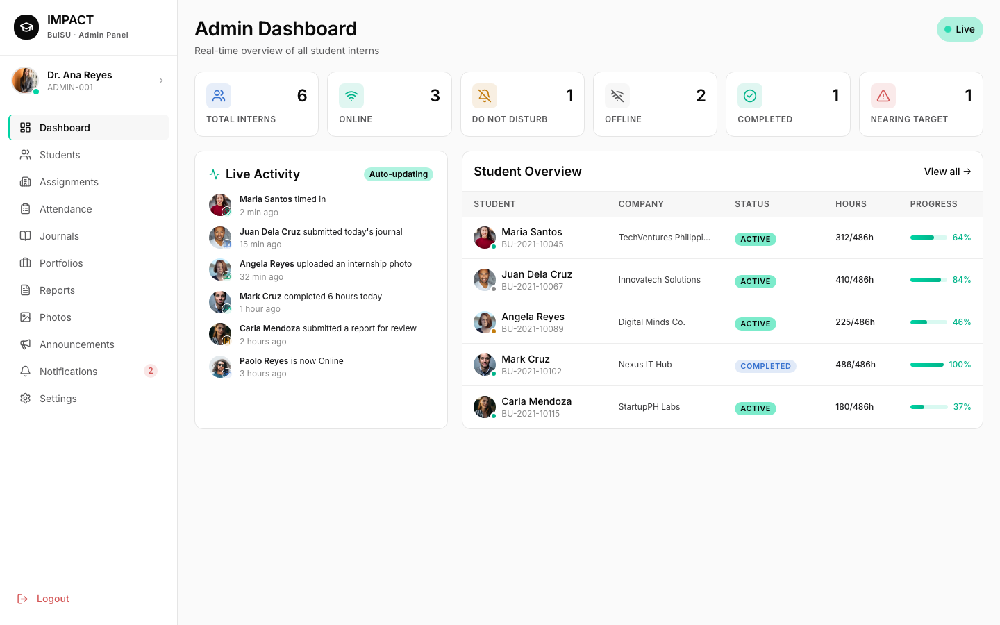 IMPACT
BulSU · Admin Panel
Dr. Ana Reyes
ADMIN-001
Dashboard
Students
Assignments
Attendance
Journals
Portfolios
Reports
Photos
Announcements
Notifications 2
Settings
Logout
Admin Dashboard
Real-time overview of all student interns
Live
6
TOTAL INTERNS
3
ONLINE
1
DO NOT DISTURB
2
OFFLINE
1
COMPLETED
1
NEARING TARGET
Live Activity
Auto-updating
Maria Santos timed in
2 min ago
Juan Dela Cruz submitted today's journal
15 min ago
Angela Reyes uploaded an internship photo
32 min ago
Mark Cruz completed 6 hours today
1 hour ago
Carla Mendoza submitted a report for review
2 hours ago
Paolo Reyes is now Online
3 hours ago
Student Overview
View all →
STUDENT COMPANY STATUS HOURS PROGRESS
Maria Santos
BU-2021-10045
TechVentures Philippi... ACTIVE 312/486h 64%
Juan Dela Cruz
BU-2021-10067
Innovatech Solutions ACTIVE 410/486h 84%
Angela Reyes
BU-2021-10089
Digital Minds Co. ACTIVE 225/486h 46%
Mark Cruz
BU-2021-10102
Nexus IT Hub COMPLETED 486/486h 100%
Carla Mendoza
BU-2021-10115
StartupPH Labs ACTIVE 180/486h 37%